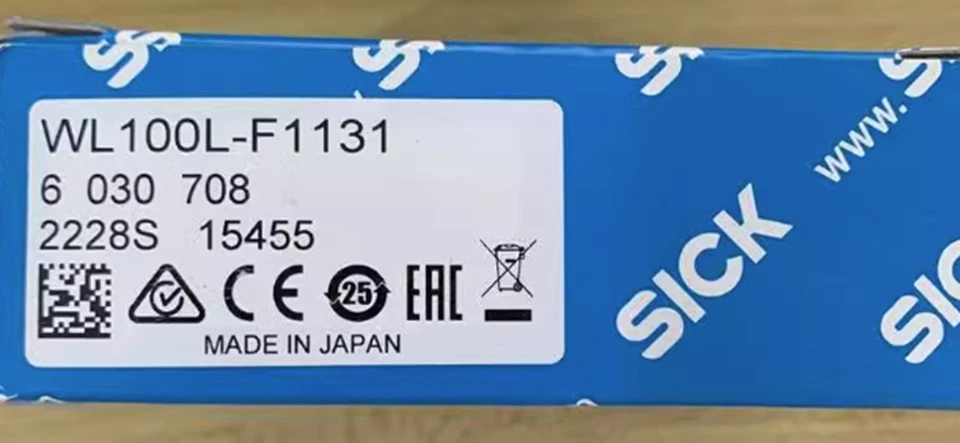 WL100L-F1131
6 030 708
2228S 15455
CE 25 EAC
MADE IN JAPAN
SICK
www.